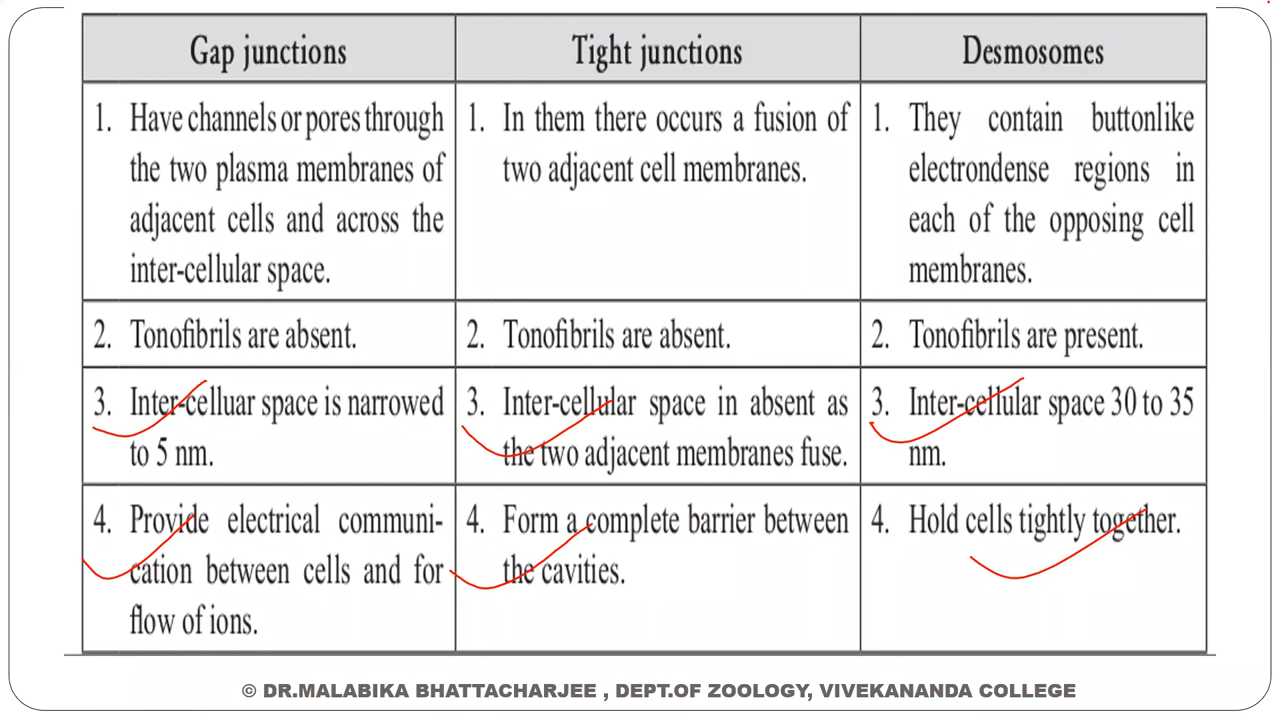 Gap junctions
Tight junctions
Desmosomes
1. Have channels or pores through
the two plasma membranes of
adjacent cells and across the
inter-cellular space.
1. In them there occurs a fusion of
two adjacent cell membranes.
1. They contain buttonlike
electrondense regions in
each of the opposing cell
membranes.
2. Tonofibrils are absent.
2. Tonofibrils are absent.
2. Tonofibrils are present.
3. Inter-celluar space is narrowed
to 5 nm.
3. Inter-cellular space in absent as
the two adjacent membranes fuse.
3. Inter-cellular space 30 to 35
nm.
4. Provide electrical communi-
cation between cells and for
flow of ions.
4. Form a complete barrier between
the cavities.
4. Hold cells tightly together.
© DR.MALABIKA BHATTACHARJEE , DEPT.OF ZOOLOGY, VIVEKANANDA COLLEGE